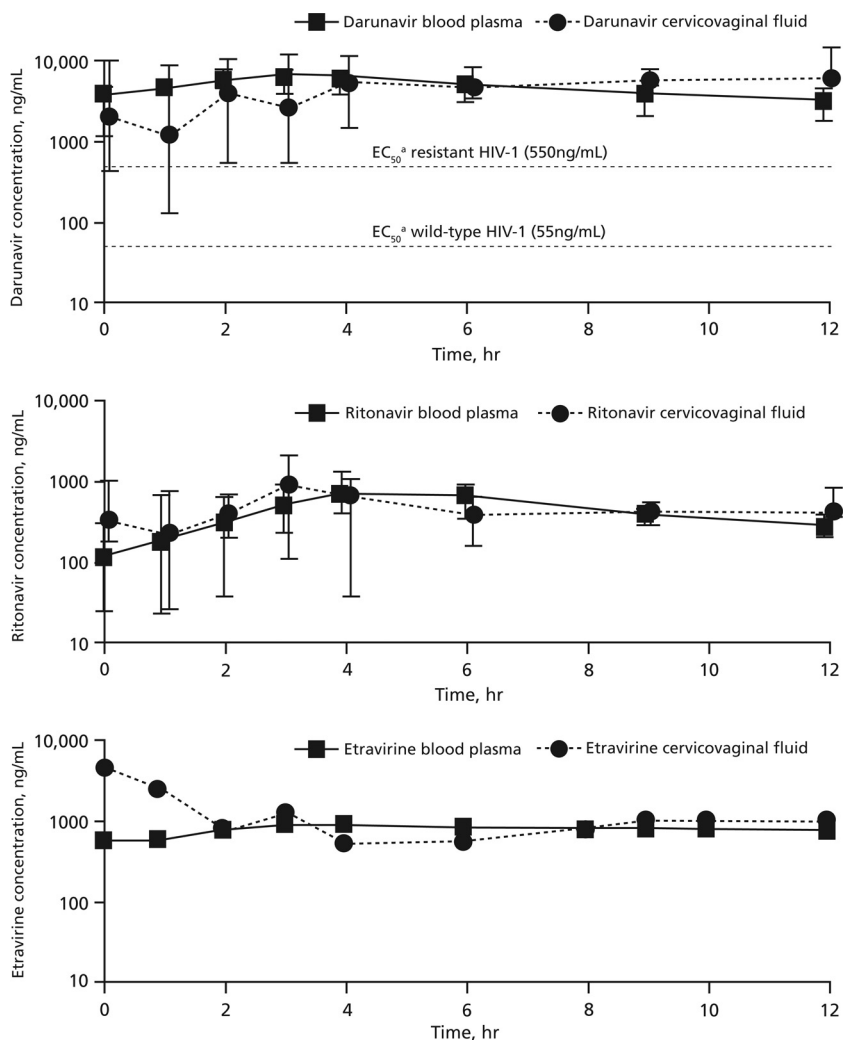 Darunavir blood plasma Darunavir cervicovaginal fluid
Darunavir concentration, ng/mL
10,000
1000
EC50a resistant HIV-1 (550ng/mL)
100
EC50a wild-type HIV-1 (55ng/mL)
10
0 2 4 6 8 10 12
Time, hr
Ritonavir blood plasma Ritonavir cervicovaginal fluid
Ritonavir concentration, ng/mL
10,000
1000
100
10
0 2 4 6 8 10 12
Time, hr
Etravirine blood plasma Etravirine cervicovaginal fluid
Etravirine concentration, ng/mL
10,000
1000
100
10
0 2 4 6 8 10 12
Time, hr